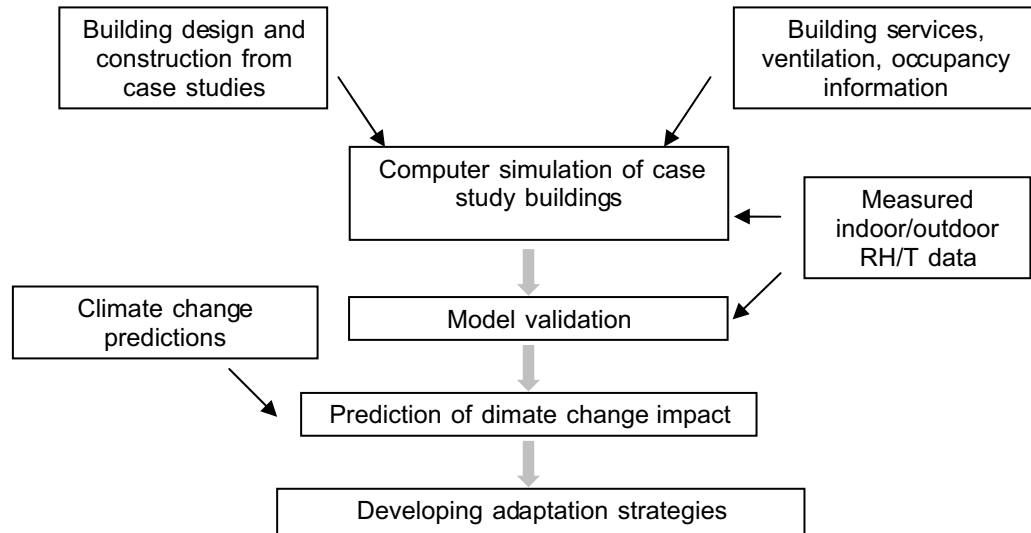 Building design and
construction from
case studies
Building services,
ventilation, occupancy
information
Computer simulation of case
study buildings
Measured
indoor/outdoor
RH/T data
Climate change
predictions
Model validation
Prediction of dimate change impact
Developing adaptation strategies